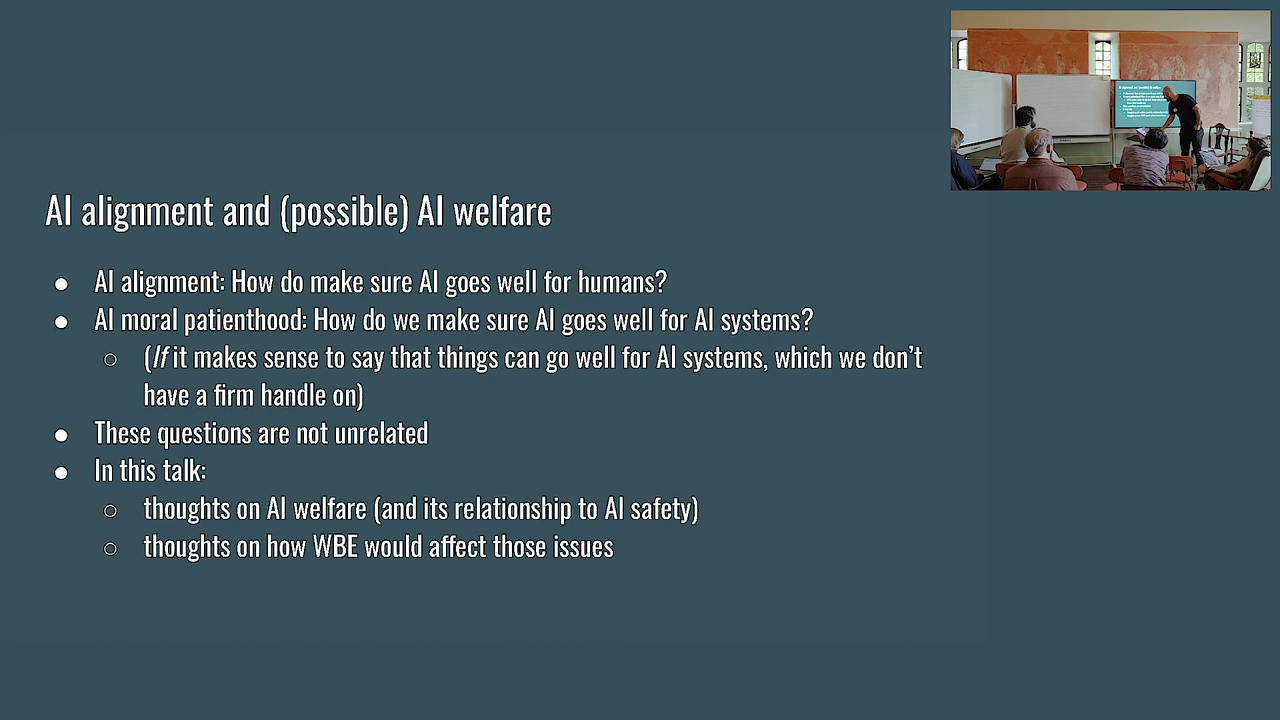 AI alignment and (possible) AI welfare
● AI alignment: How do make sure AI goes well for humans?
● AI moral patienthood: How do we make sure AI goes well for AI systems?
○ (If it makes sense to say that things can go well for AI systems, which we don't
have a firm handle on)
● These questions are not unrelated
● In this talk:
○ thoughts on AI welfare (and its relationship to AI safety)
○ thoughts on how WBE would affect those issues